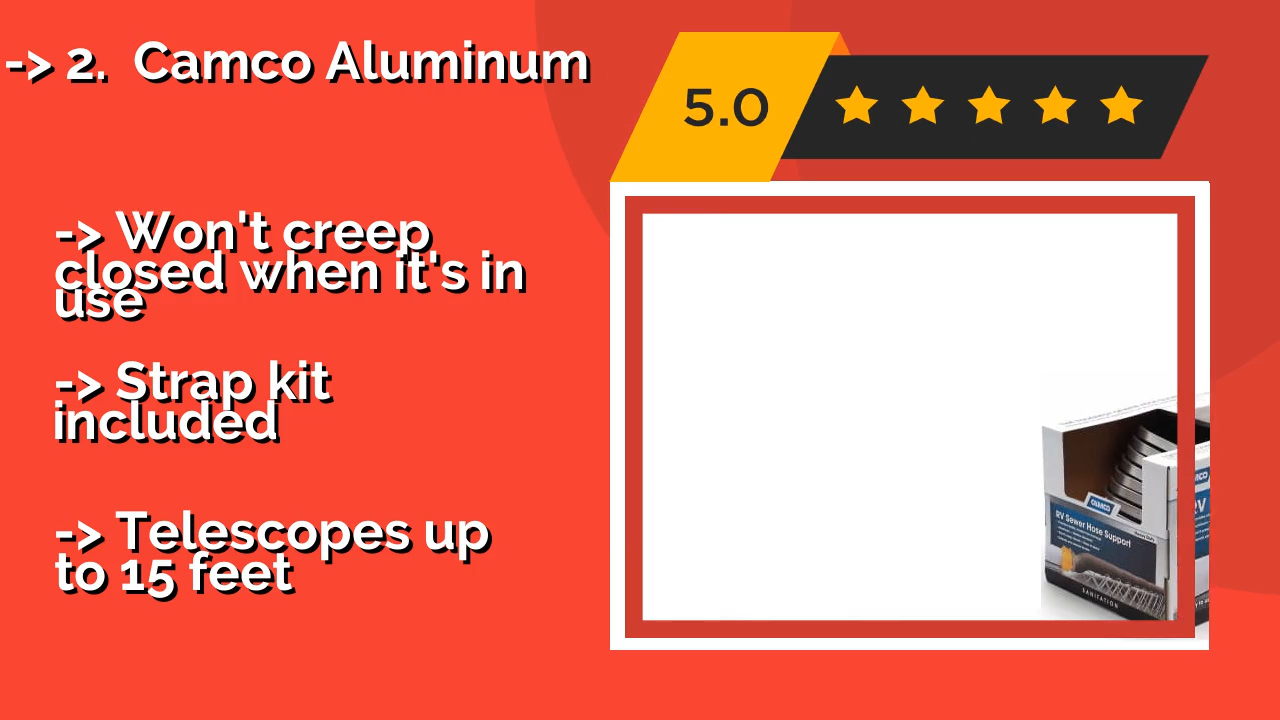 -> 2. Camco Aluminum
5.0
-> Won't creep
closed when it's in
use
-> Strap kit
included
-> Telescopes up
to 15 feet
CAMCO
RV Sewer Hose Support
SANITATION